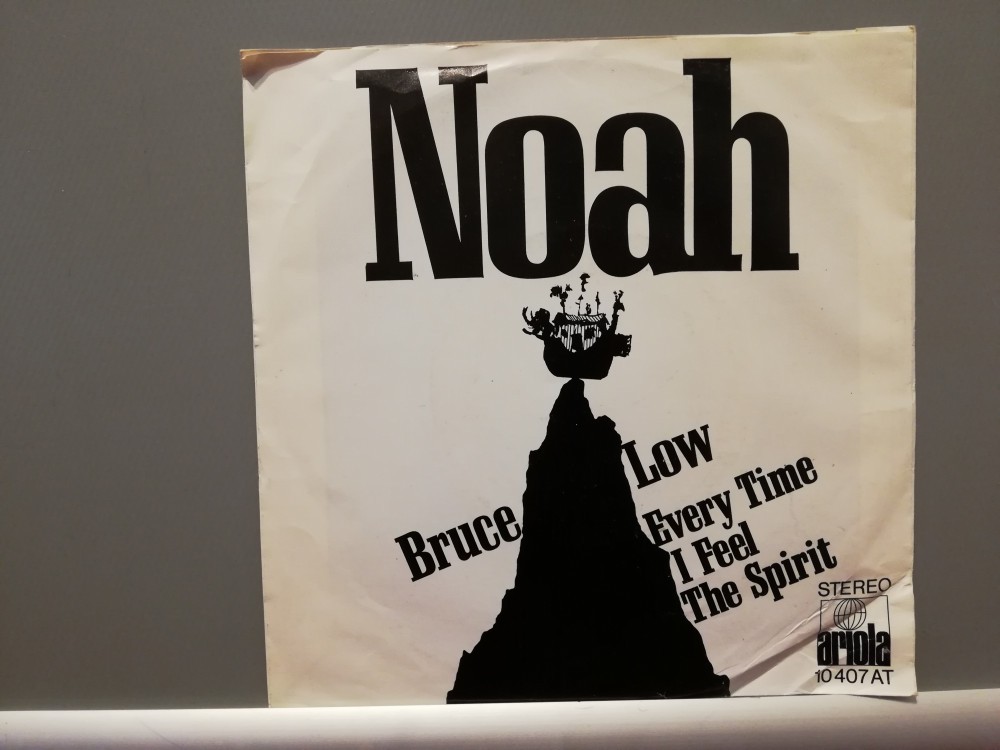 Noah
Bruce Low
Every Time
I Feel
The Spirit
STEREO
ariola
10 407 AT